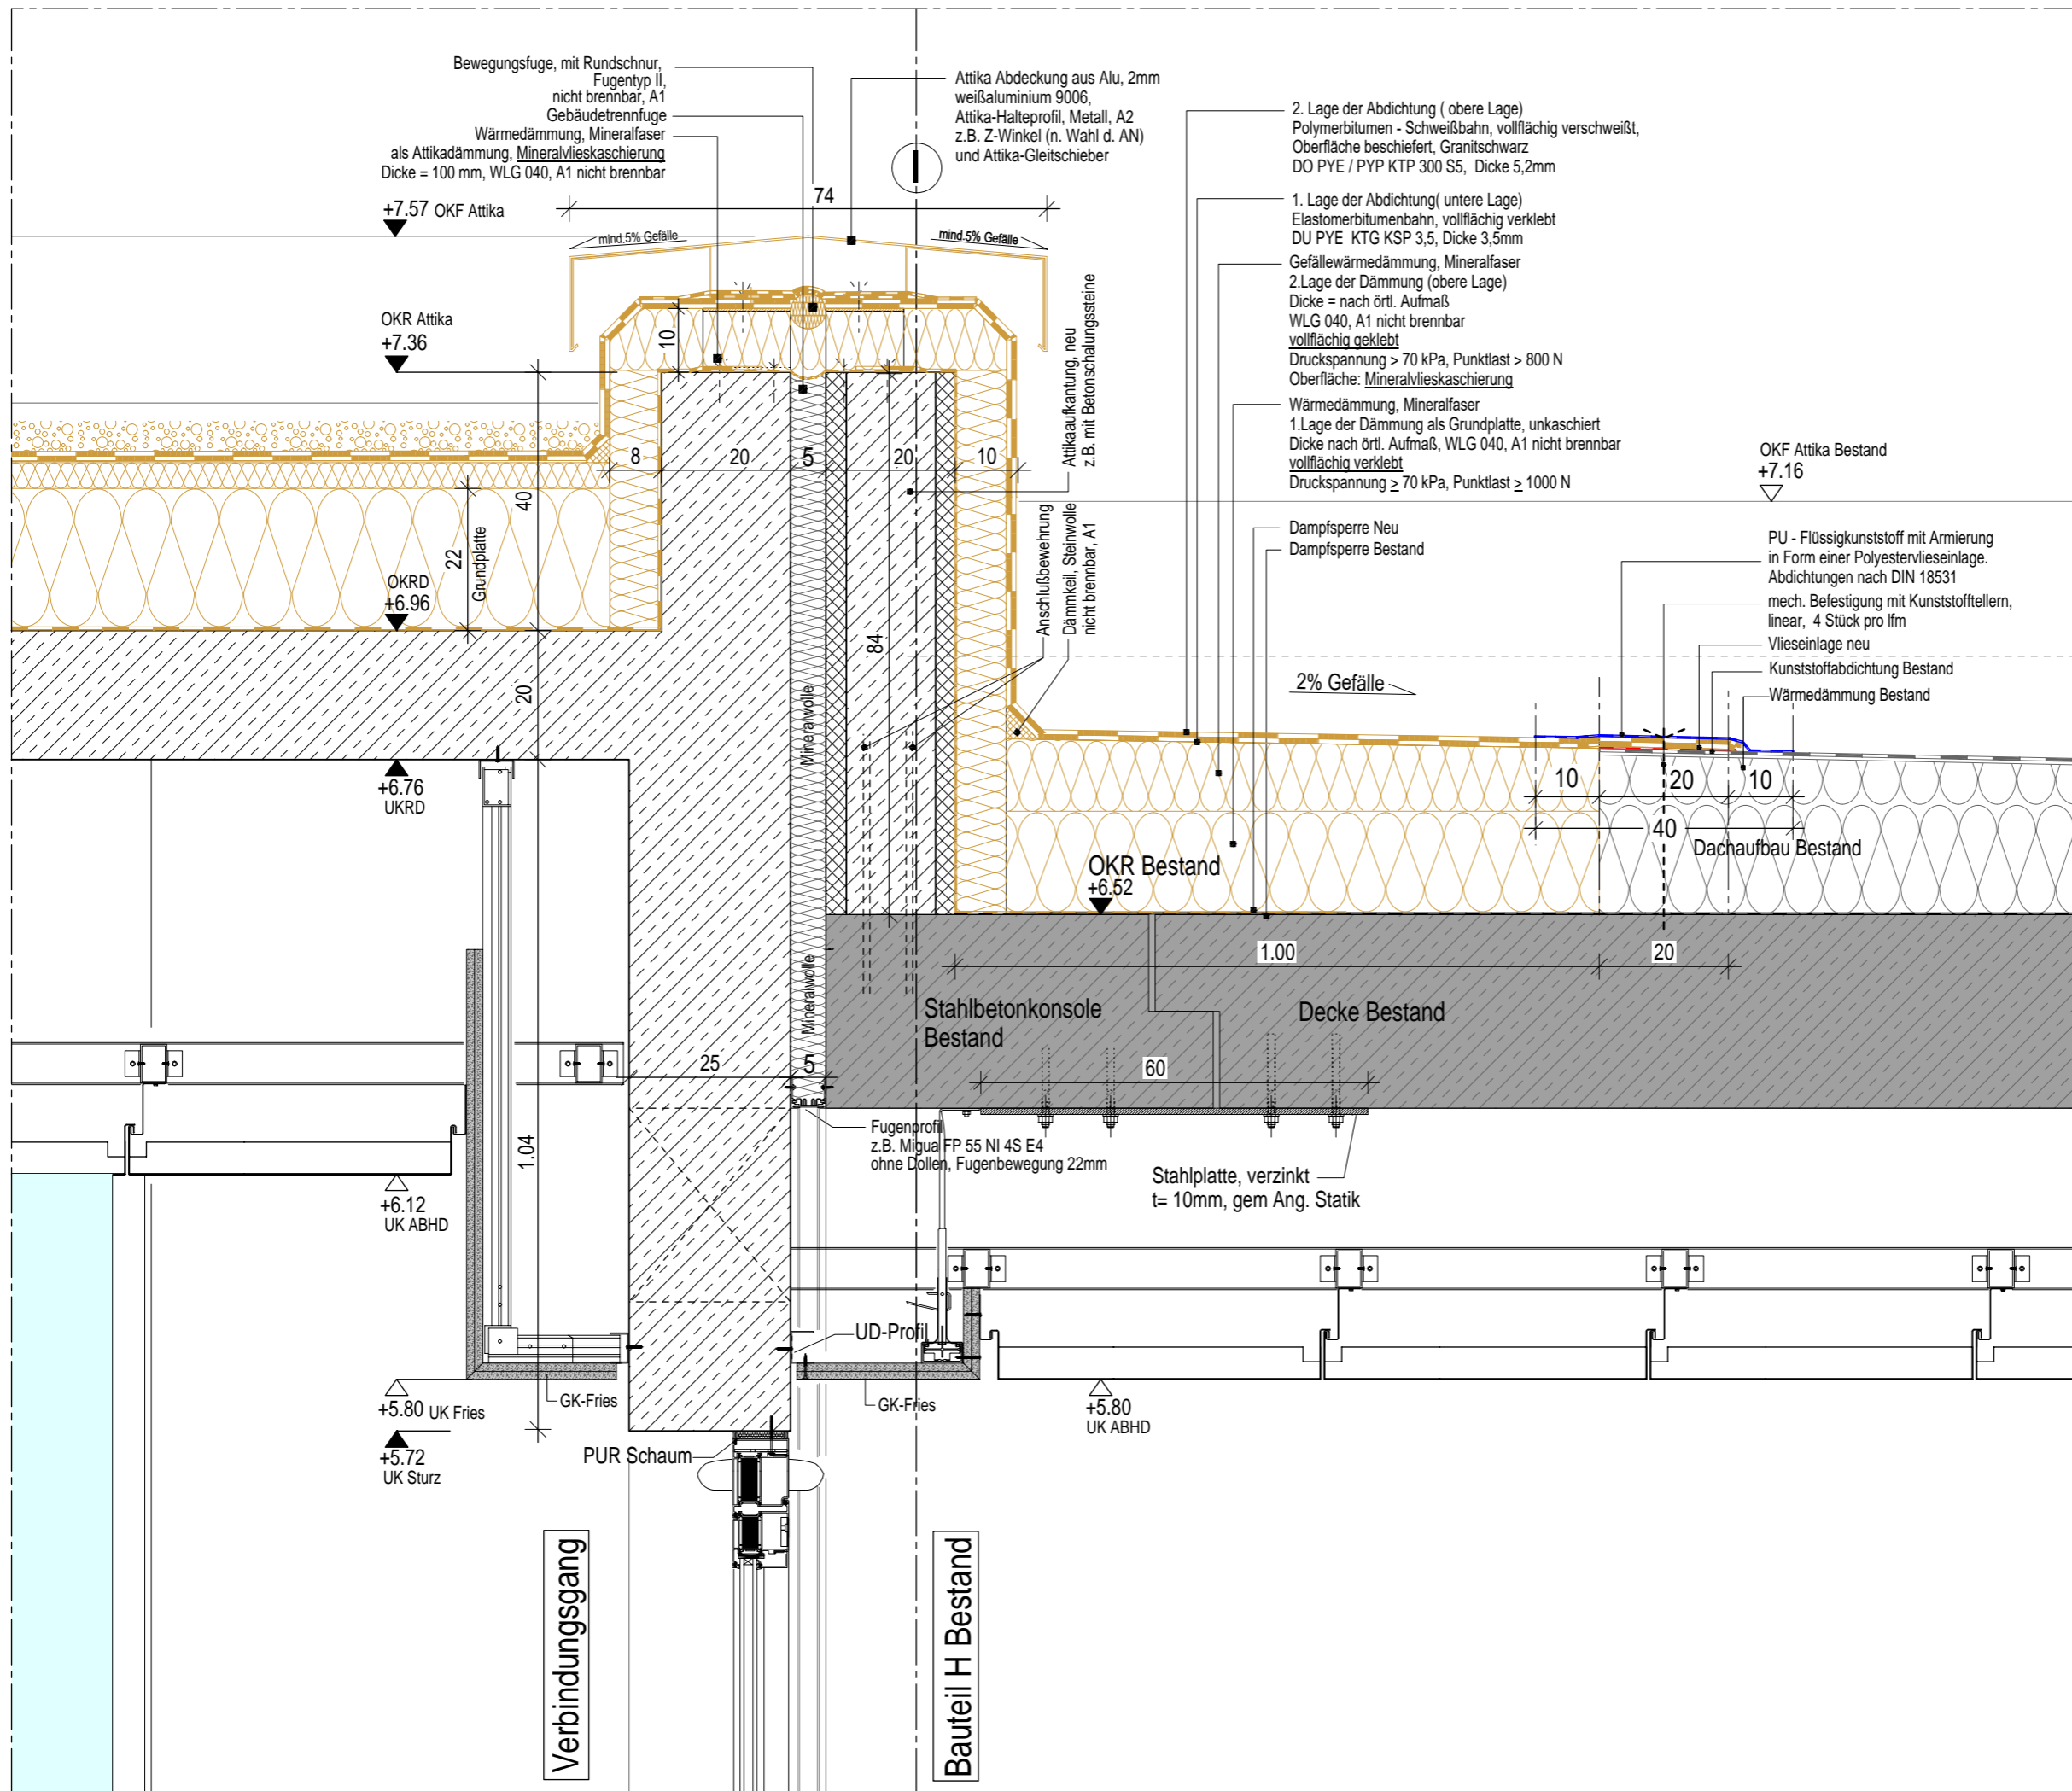 Bewegungsfuge, mit Rundschnur,
Fugentyp II,
nicht brennbar, A1
Gebäudetrennfuge
Wärmedämmung, Mineralfaser
als Attikadämmung, Mineralvlieskaschierung
Dicke = 100 mm, WLG 040, A1 nicht brennbar
Attika Abdeckung aus Alu, 2mm
weißaluminium 9006,
Attika-Halteprofil, Metall, A2
z.B. Z-Winkel (n. Wahl d. AN)
und Attika-Gleitschieber
I
2. Lage der Abdichtung ( obere Lage)
Polymerbitumen - Schweißbahn, vollflächig verschweißt,
Oberfläche beschiefert, Granitschwarz
DO PYE / PYP KTP 300 S5, Dicke 5,2mm
1. Lage der Abdichtung( untere Lage)
Elastomerbitumenbahn, vollflächig verklebt
DU PYE KTG KSP 3,5, Dicke 3,5mm
Gefällewärmedämmung, Mineralfaser
2.Lage der Dämmung (obere Lage)
Dicke = nach örtl. Aufmaß
WLG 040, A1 nicht brennbar
vollflächig geklebt
Druckspannung > 70 kPa, Punktlast > 800 N
Oberfläche: Mineralvlieskaschierung
Wärmedämmung, Mineralfaser
1.Lage der Dämmung als Grundplatte, unkaschiert
Dicke nach örtl. Aufmaß, WLG 040, A1 nicht brennbar
vollflächig verklebt
Druckspannung ≥ 70 kPa, Punktlast ≥ 1000 N
Dampfsperre Neu
Dampfsperre Bestand
OKF Attika Bestand
+7.16
PU - Flüssigkunststoff mit Armierung
in Form einer Polyestervlieseinlage.
Abdichtungen nach DIN 18531
mech. Befestigung mit Kunststofftellern,
linear, 4 Stück pro lfm
Vlieseinlage neu
Kunststoffabdichtung Bestand
Wärmedämmung Bestand
74
+7.57 OKF Attika
mind.5% Gefälle
mind.5% Gefälle
OKR Attika
+7.36
10
Attikaaufkantung, neu
z.B. mit Betonschalungssteine
8
20
5
20
10
40
22
Grundplatte
OKRD
+6.96
20
84
Anschlußbewehrung
Dämmkeil, Steinwolle
nicht brennbar, A1
Mineralwolle
2% Gefälle
+6.76
UKRD
10
20
10
40
Dachaufbau Bestand
OKR Bestand
+6.52
1.00
20
Mineralwolle
Stahlbetonkonsole
Bestand
Decke Bestand
25
5
60
1.04
Fugenprofil
z.B. Migua FP 55 NI 4S E4
ohne Dollen, Fugenbewegung 22mm
Stahlplatte, verzinkt
t= 10mm, gem Ang. Statik
+6.12
UK ABHD
UD-Profil
GK-Fries
GK-Fries
+5.80 UK Fries
+5.80
UK ABHD
+5.72
UK Sturz
PUR Schaum
Verbindungsgang
Bauteil H Bestand